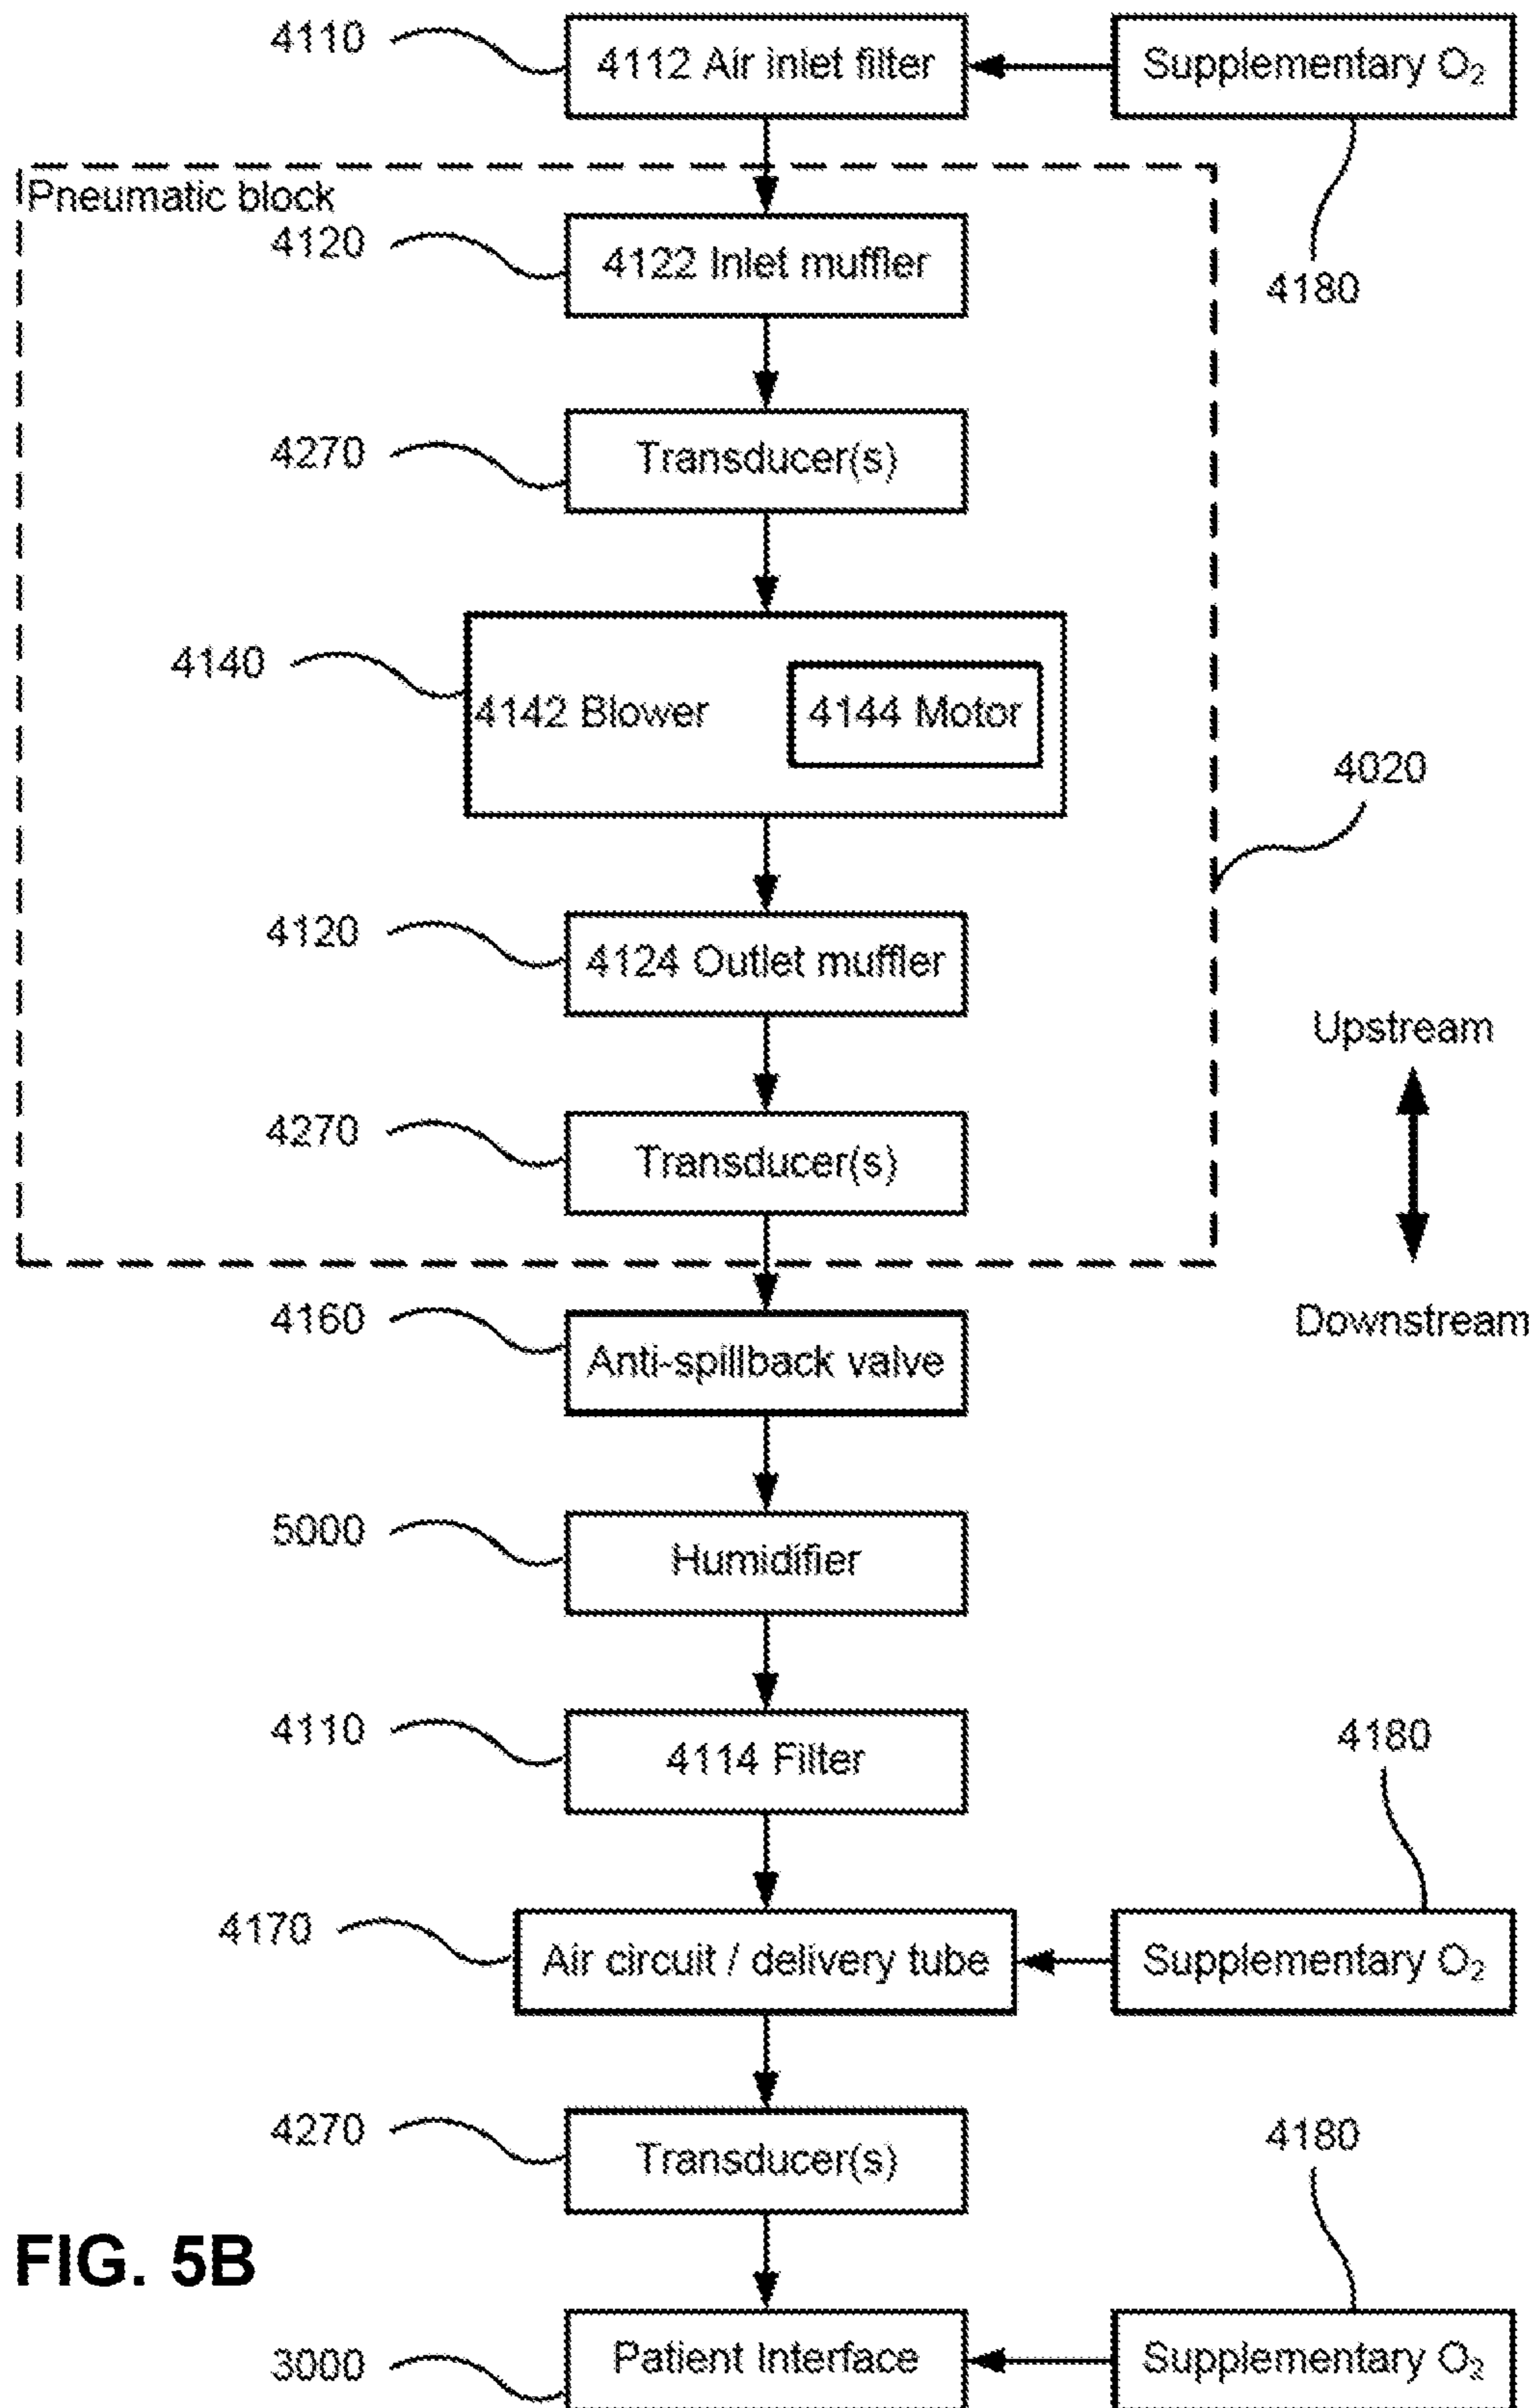 4110
4112 Air inlet filter
Supplementary O₂
Pneumatic block
4120
4122 Inlet muffler
4180
4270
Transducer(s)
4140
4142 Blower
4144 Motor
4020
4120
4124 Outlet muffler
Upstream
4270
Transducer(s)
4160
Anti-spillback valve
Downstream
5000
Humidifier
4110
4114 Filter
4180
4170
Air circuit / delivery tube
Supplementary O₂
4270
Transducer(s)
4180
FIG. 5B
3000
Patient Interface
Supplementary O₂